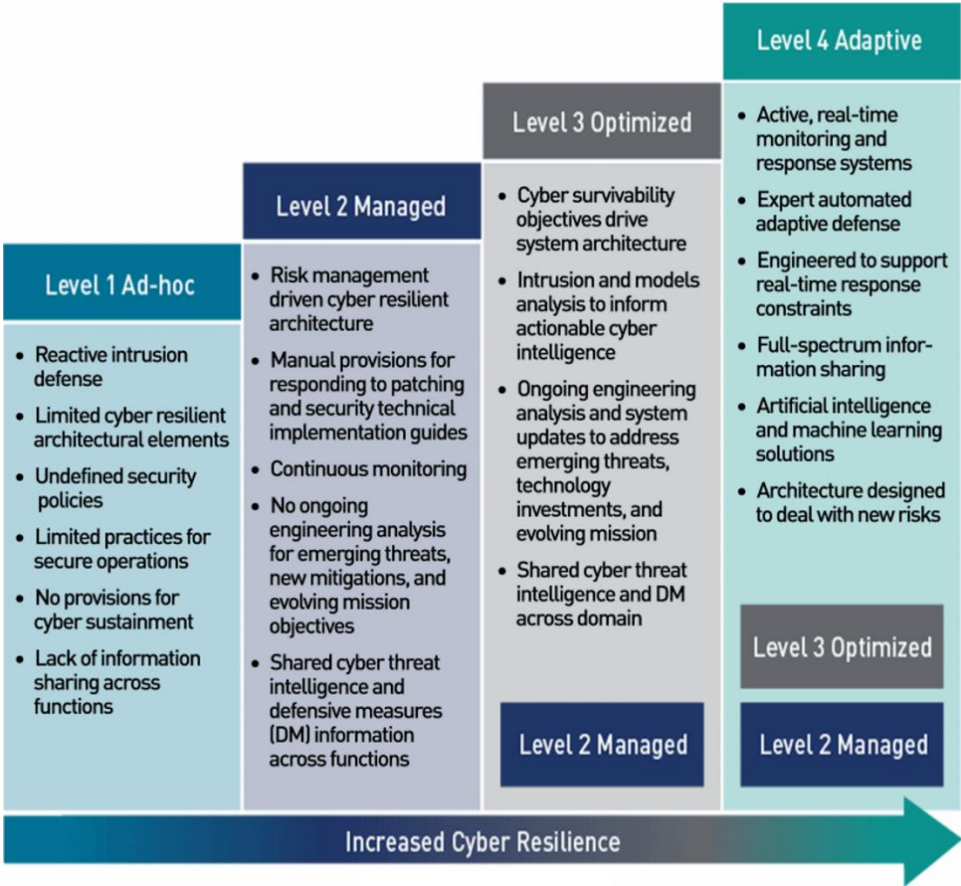 Level 1 Ad-hoc
• Reactive intrusion
defense
• Limited cyber resilient
architectural elements
• Undefined security
policies
• Limited practices for
secure operations
• No provisions for
cyber sustainment
• Lack of information
sharing across
functions
Level 2 Managed
• Risk management
driven cyber resilient
architecture
• Manual provisions for
responding to patching
and security technical
implementation guides
• Continuous monitoring
• No ongoing
engineering analysis
for emerging threats,
new mitigations, and
evolving mission
objectives
• Shared cyber threat
intelligence and
defensive measures
(DM) information
across functions
Level 3 Optimized
• Cyber survivability
objectives drive
system architecture
• Intrusion and models
analysis to inform
actionable cyber
intelligence
• Ongoing engineering
analysis and system
updates to address
emerging threats,
technology
investments, and
evolving mission
• Shared cyber threat
intelligence and DM
across domain
Level 2 Managed
Level 4 Adaptive
• Active, real-time
monitoring and
response systems
• Expert automated
adaptive defense
• Engineered to support
real-time response
constraints
• Full-spectrum infor-
mation sharing
• Artificial intelligence
and machine learning
solutions
• Architecture designed
to deal with new risks
Level 3 Optimized
Level 2 Managed
Increased Cyber Resilience